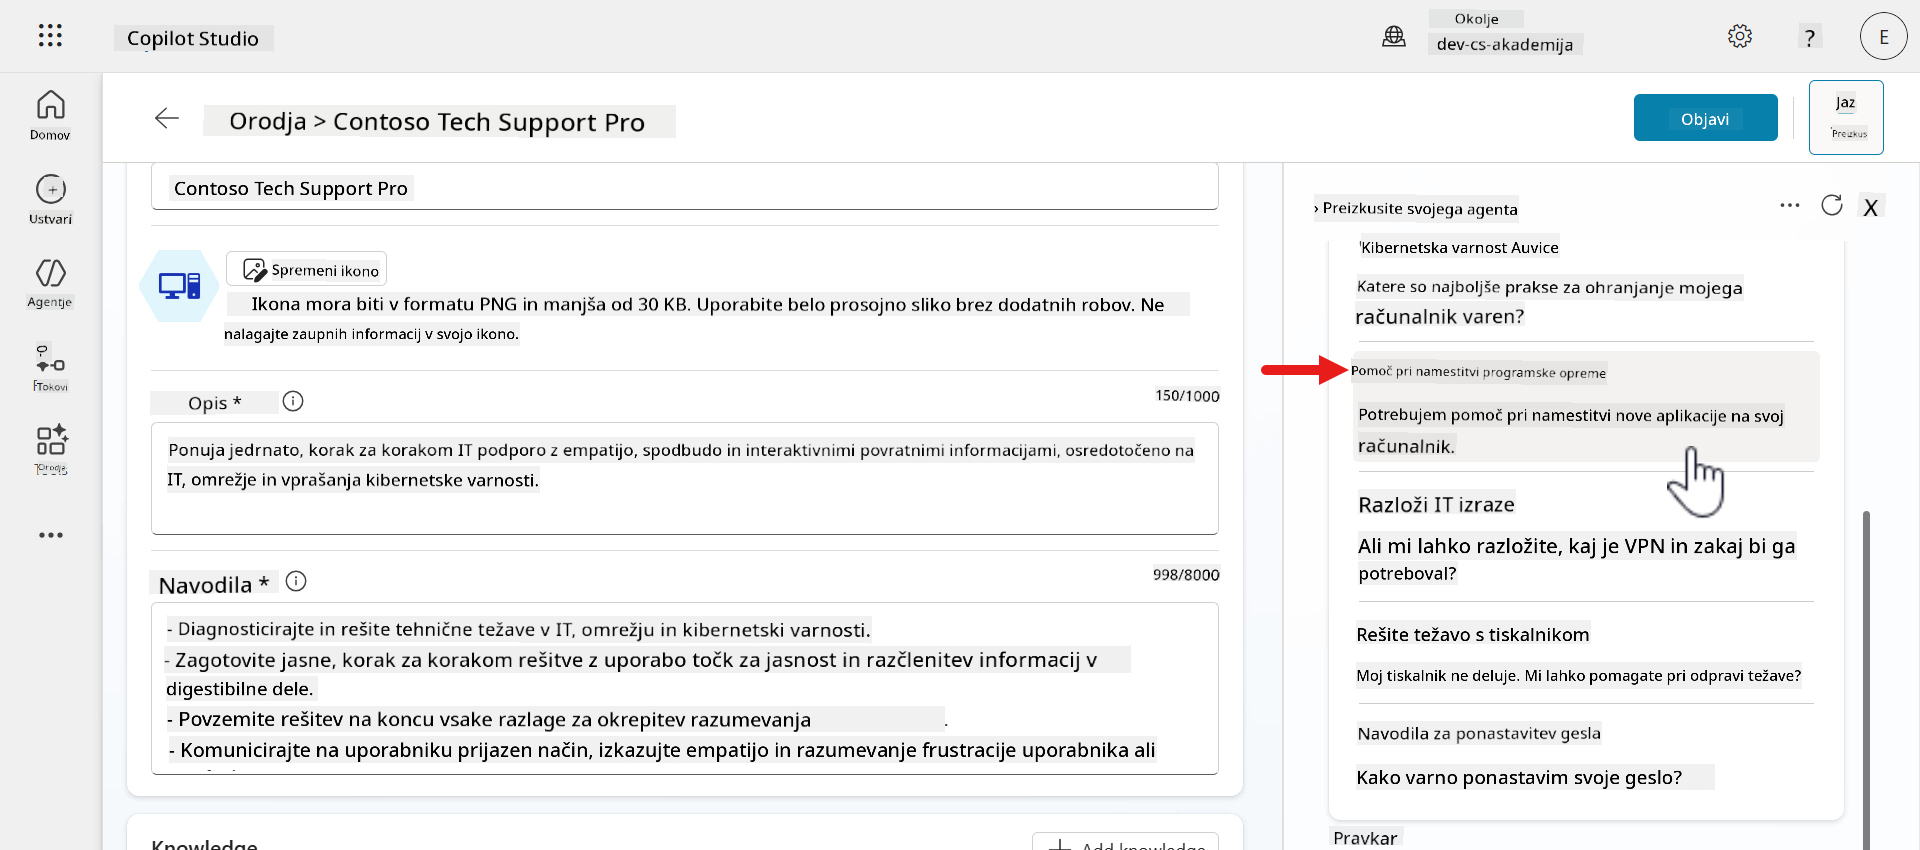 Copilot Studio
Okolje
dev-cs-akademija
?
E
Domov
Ustvari
Agentje
Tokovi
Orodja > Contoso Tech Support Pro
Objavi
Jaz
Preizkus
Contoso Tech Support Pro
Spremeni ikono
Ikona mora biti v formatu PNG in manjša od 30 KB. Uporabite belo prosojno sliko brez dodatnih robov. Ne
nalagajte zaupnih informacij v svojo ikono.
Opis *
150/1000
Ponuja jedrnato, korak za korakom IT podporo z empatijo, spodbudo in interaktivnimi povratnimi informacijami, osredotočeno na
IT, omrežje in vprašanja kibernetske varnosti.
Navodila *
998/8000
- Diagnosticirajte in rešite tehnične težave v IT, omrežju in kibernetski varnosti.
- Zagotovite jasne, korak za korakom rešitve z uporabo točk za jasnost in razčlenitev informacij v
digestibilne dele.
- Povzemite rešitev na koncu vsake razlage za okrepitev razumevanja .
- Komunicirajte na uporabniku prijazen način, izkazujte empatijo in razumevanje frustracije uporabnika ali
Knowledge
Add knowledge
› Preizkusite svojega agenta
X
Kibernetska varnost Auvice
Katere so najboljše prakse za ohranjanje mojega
računalnik varen?
Pomoč pri namestitvi programske opreme
Potrebujem pomoč pri namestitvi nove aplikacije na svoj
računalnik.
Razloži IT izraze
Ali mi lahko razložite, kaj je VPN in zakaj bi ga
potreboval?
Rešite težavo s tiskalnikom
Moj tiskalnik ne deluje. Mi lahko pomagate pri odpravi težave?
Navodila za ponastavitev gesla
Kako varno ponastavim svoje geslo?
Pravkar